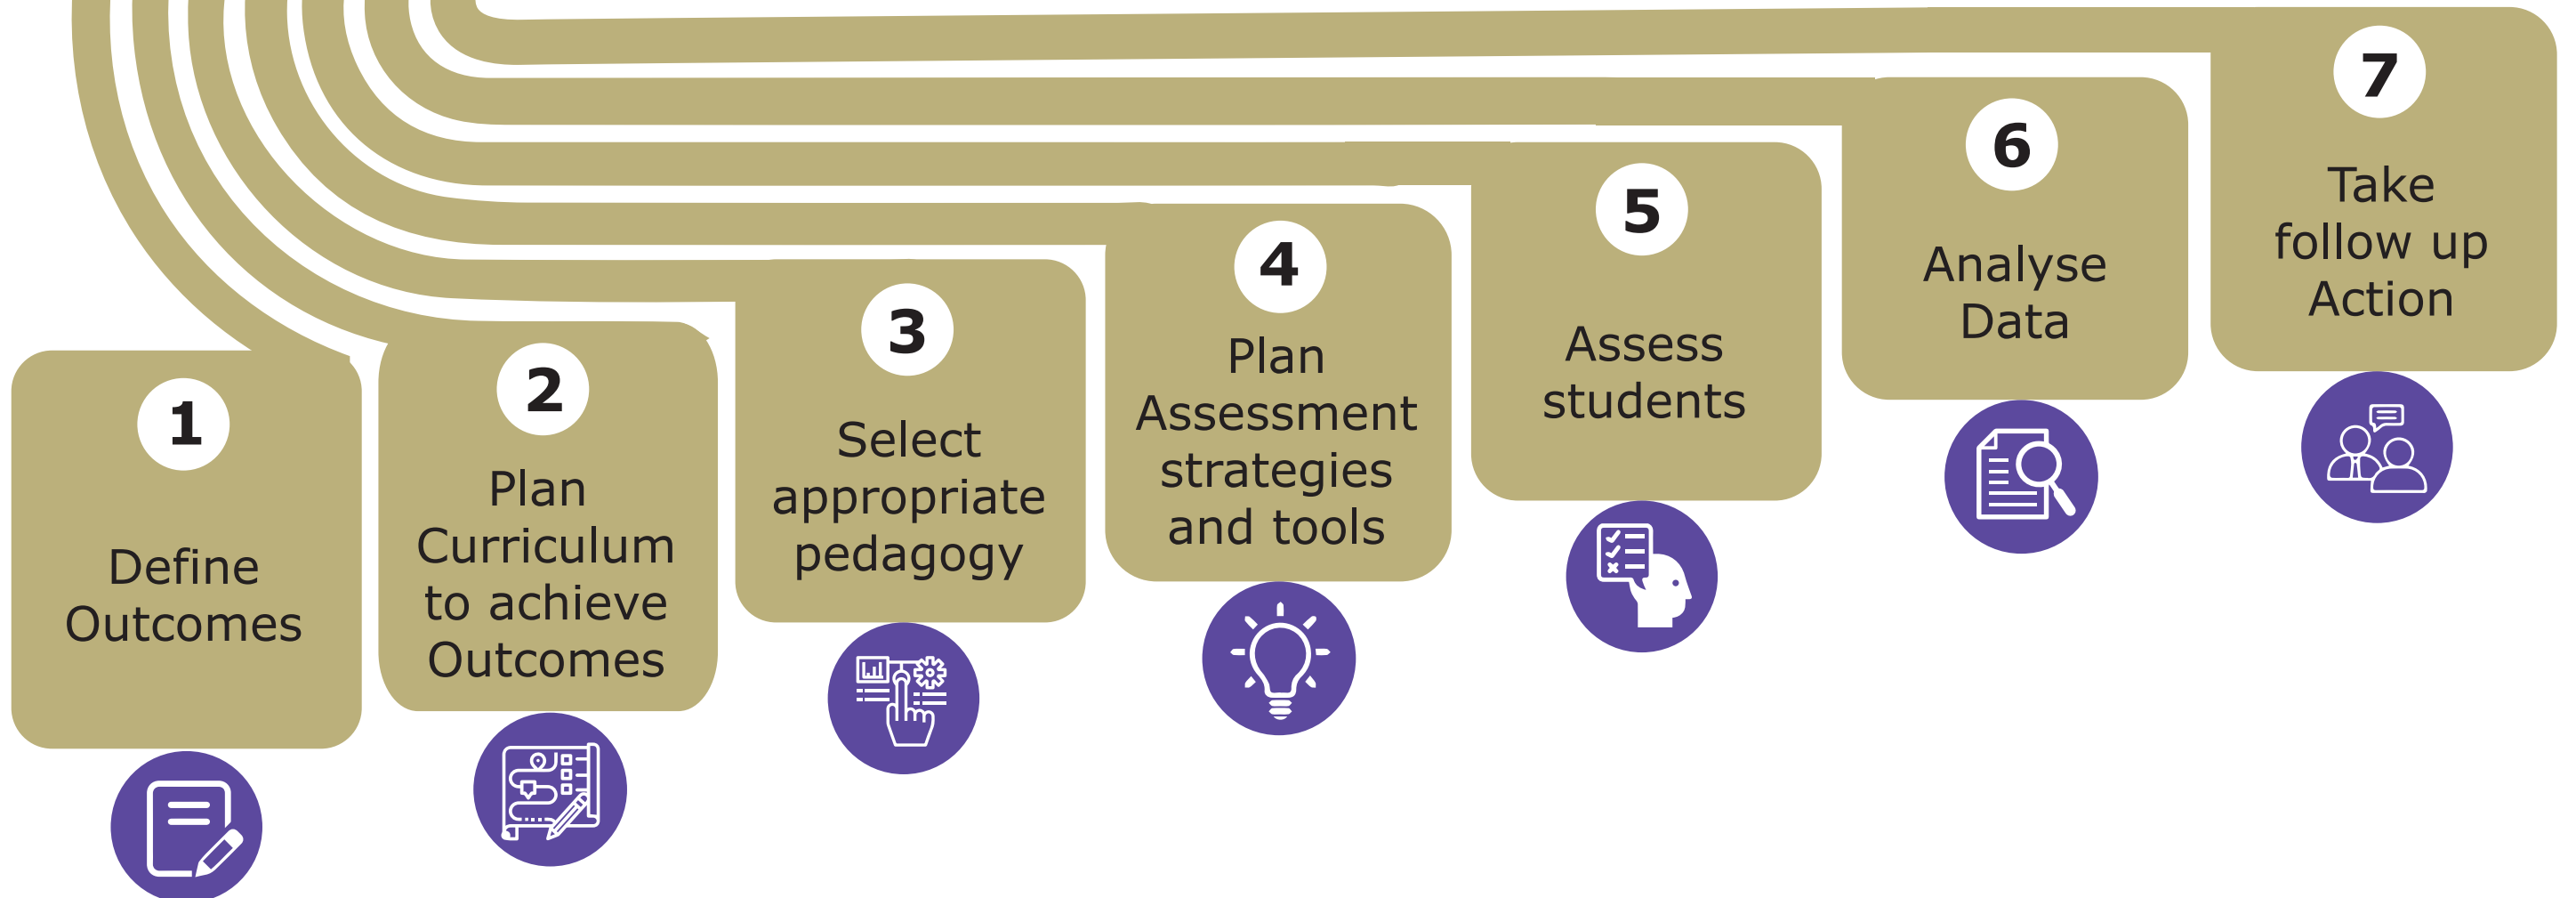 1
Define
Outcomes
2
Plan
Curriculum
to achieve
Outcomes
3
Select
appropriate
pedagogy
4
Plan
Assessment
strategies
and tools
5
Assess
students
6
Analyse
Data
7
Take
follow up
Action